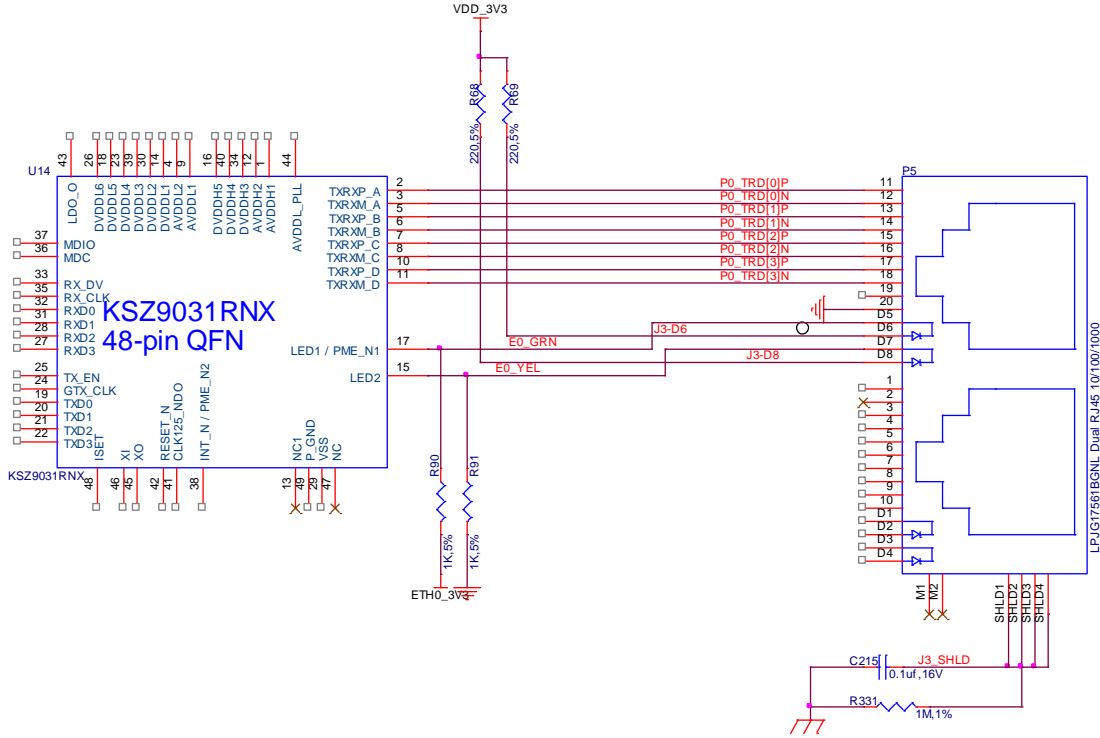 VDD_3V3
R68
R69
220,5%
220,5%
U14
43
26
18
23
39
30
14
4
9
16
40
34
12
1
44
LDO_O
DVDDL6
DVDDL5
DVDDL4
DVDDL3
DVDDL2
DVDDL1
AVDDL2
AVDDL1
DVDDH5
DVDDH4
DVDDH3
AVDDH2
AVDDH1
AVDDL_PLL
37 MDIO
36 MDC
33 RX_DV
35 RX_CLK
32 RXD0
31 RXD1
28 RXD2
27 RXD3
25 TX_EN
24 GTX_CLK
19 TXD0
20 TXD1
21 TXD2
22 TXD3
KSZ9031RNX
48-pin QFN
TXRXP_A 2
TXRXM_A 3
TXRXP_B 5
TXRXM_B 6
TXRXP_C 7
TXRXM_C 8
TXRXP_D 10
TXRXM_D 11
LED1 / PME_N1 17
LED2 15
ISET
XI
XO
RESET_N
CLK125_NDO
INT_N / PME_N2
NC1
P_GND
VSS
NC
48
46
45
42
41
38
13
49
29
47
KSZ9031RNX
P0_TRD[0]P
P0_TRD[0]N
P0_TRD[1]P
P0_TRD[1]N
P0_TRD[2]P
P0_TRD[2]N
P0_TRD[3]P
P0_TRD[3]N
E0_GRN
J3-D6
E0_YEL
J3-D8
R90
R91
1K,5%
1K,5%
ETH0_3V3
P5
11
12
13
14
15
16
17
18
19
20
D5
D6
D7
D8
1
2
3
4
5
6
7
8
9
10
D1
D2
D3
D4
LPJG17561BGNL Dual RJ45 10/100/1000
M1
M2
SHLD1
SHLD2
SHLD3
SHLD4
C215
J3_SHLD
0.1uf,16V
R331
1M,1%